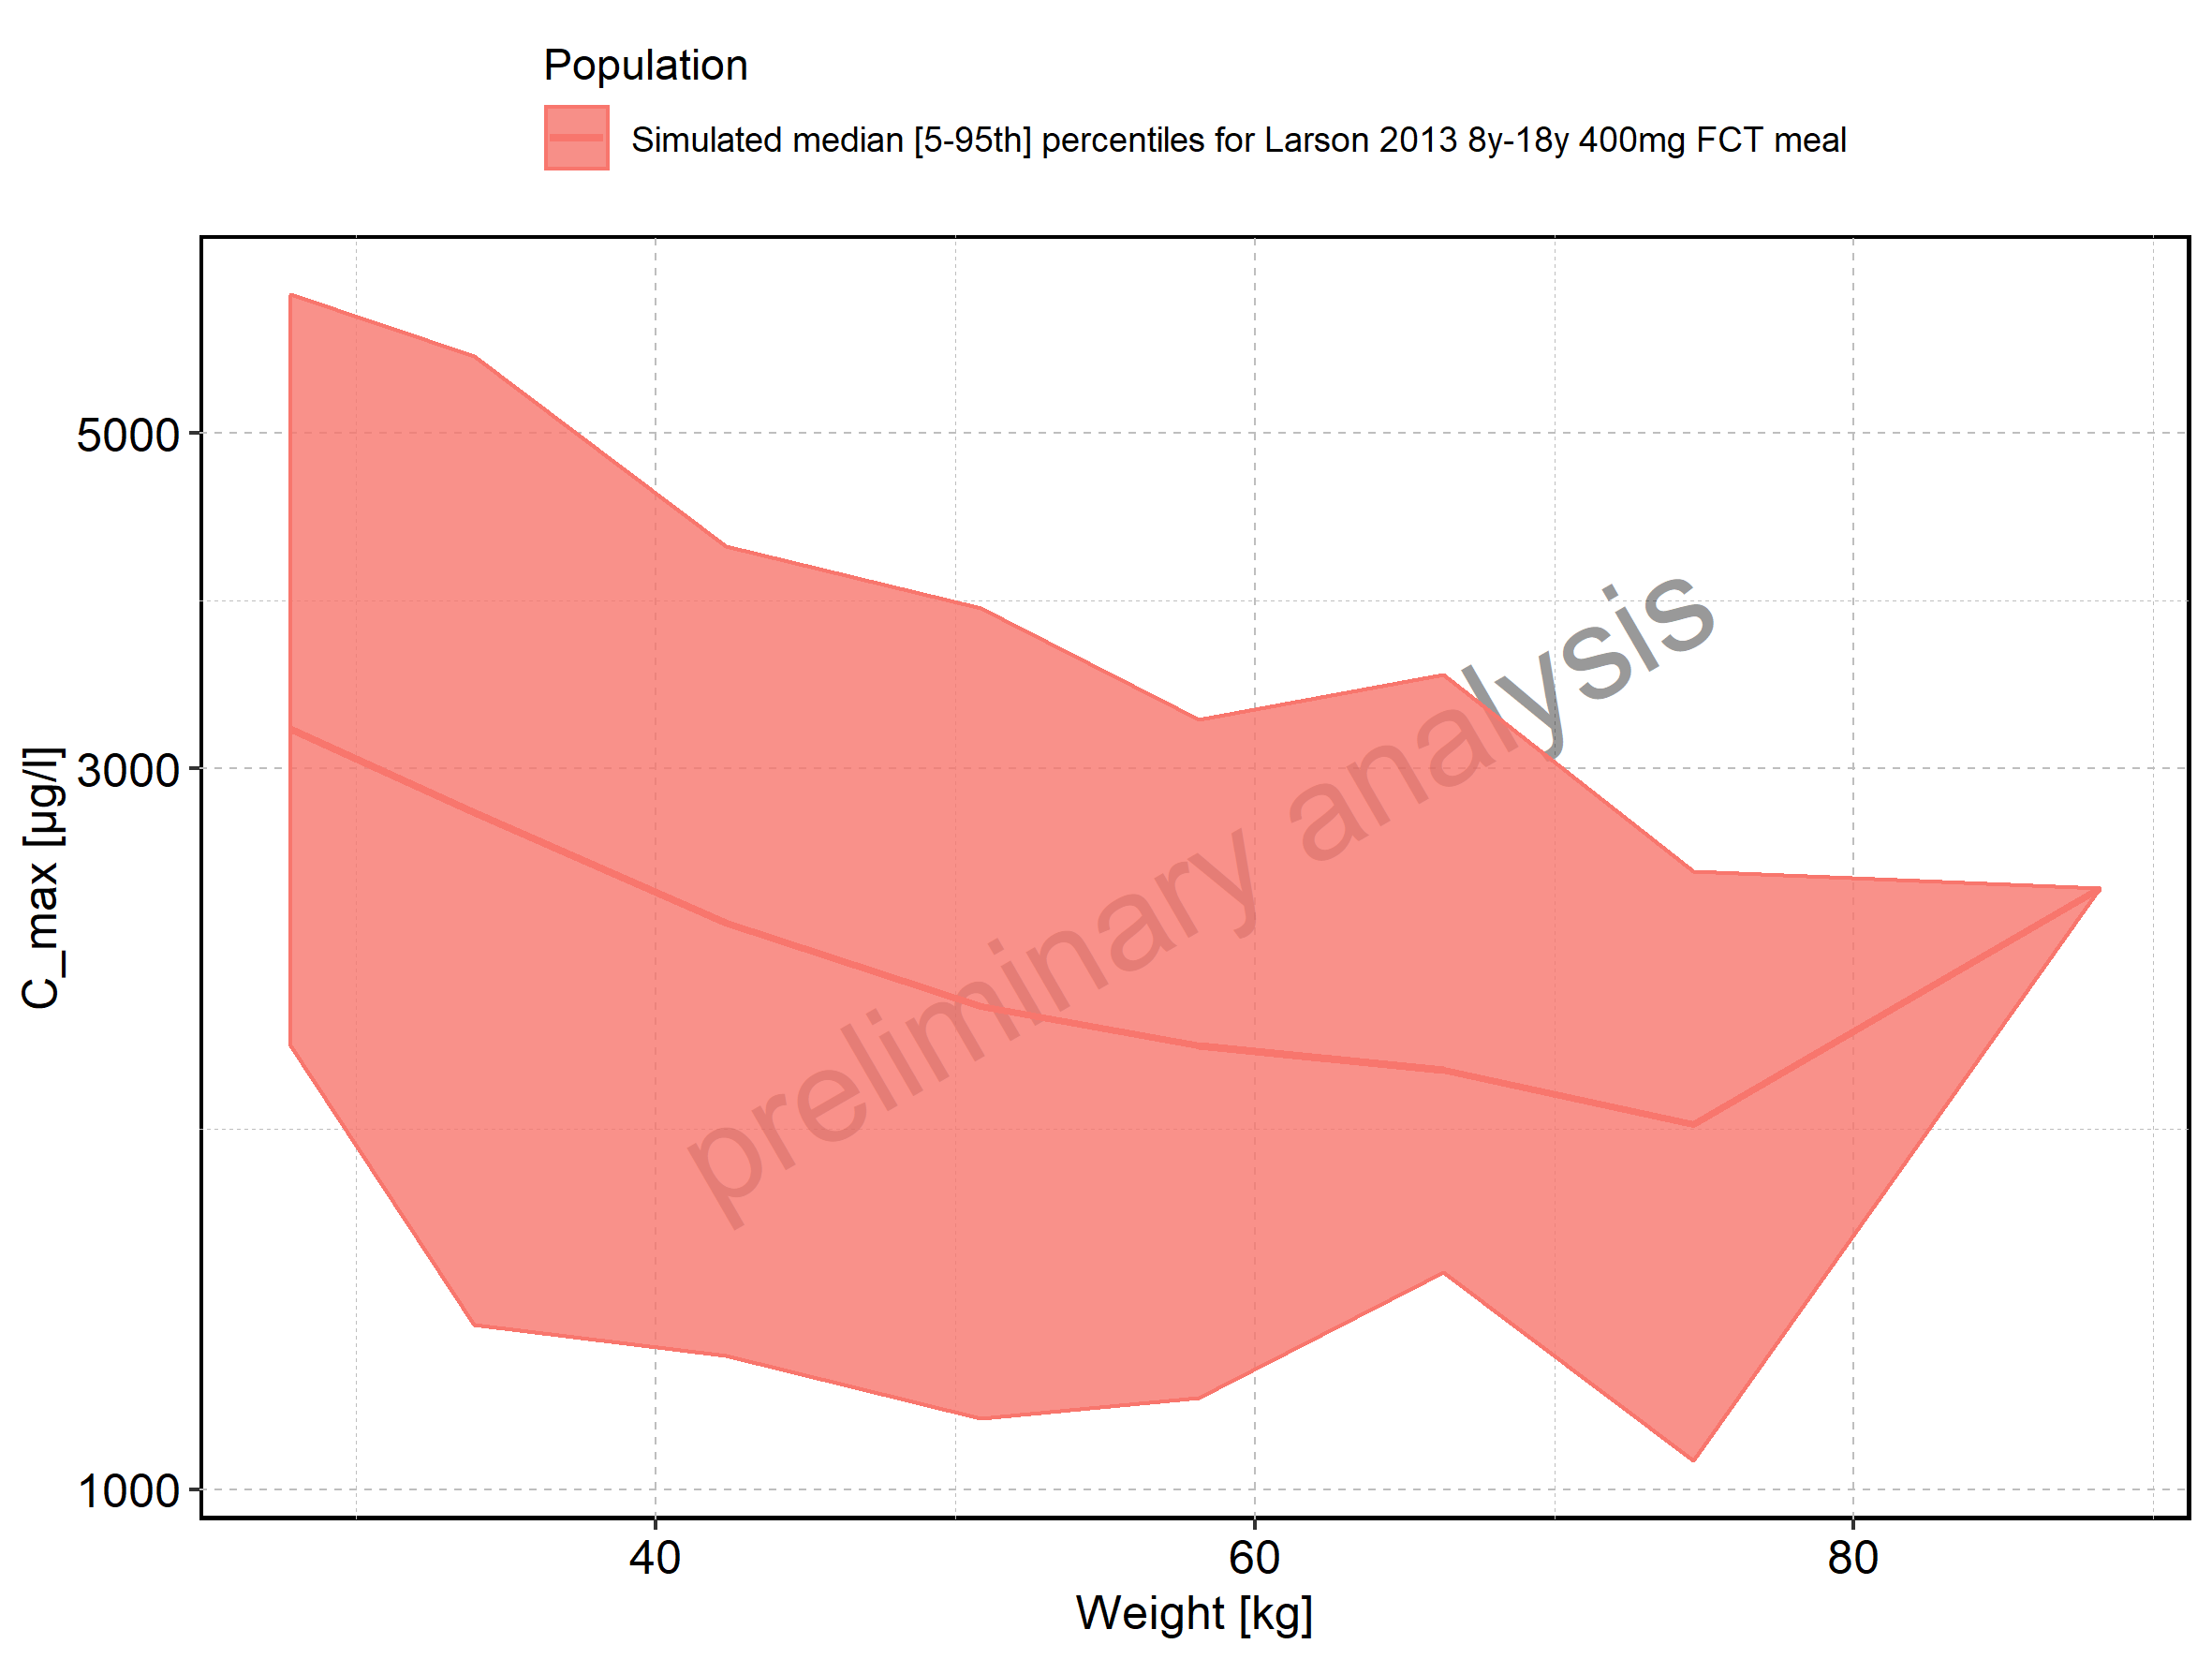 Population
Simulated median [5-95th] percentiles for Larson 2013 8y-18y 400mg FCT meal
5000
3000
1000
C_max [µg/l]
preliminary analysis
40 60 80
Weight [kg]